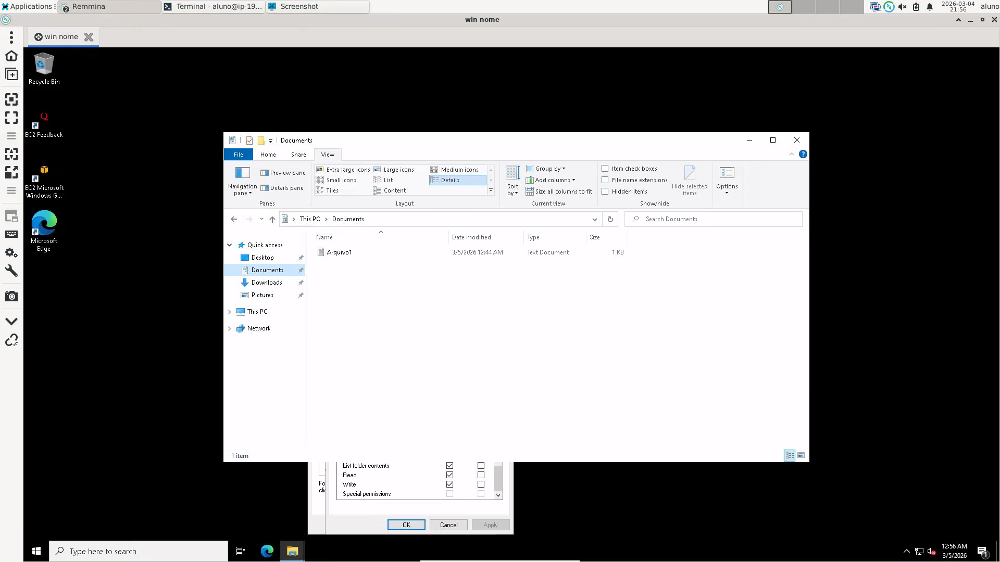 Applications
2
Remmina
Terminal - aluno@ip-19...
Screenshot
2026-03-04
21:56
aluno
win nome
win nome
Recycle Bin
EC2 Feedback
EC2 Microsoft
Windows G...
Microsoft
Edge
Documents
File
Home
Share
View
Navigation
pane
Preview pane
Details pane
Panes
Extra large icons
Large icons
Medium icons
Small icons
List
Details
Tiles
Content
Layout
Sort
by
Group by
Add columns
Size all columns to fit
Current view
Item check boxes
File name extensions
Hidden items
Hide selected
items
Show/hide
Options
This PC
Documents
Search Documents
Name
Date modified
Type
Size
Arquivo1
3/5/2026 12:44 AM
Text Document
1 KB
Quick access
Desktop
Documents
Downloads
Pictures
This PC
Network
1 item
List folder contents
Read
Write
Special permissions
Fo
OK
Cancel
Apply
Type here to search
12:56 AM
3/5/2026
1